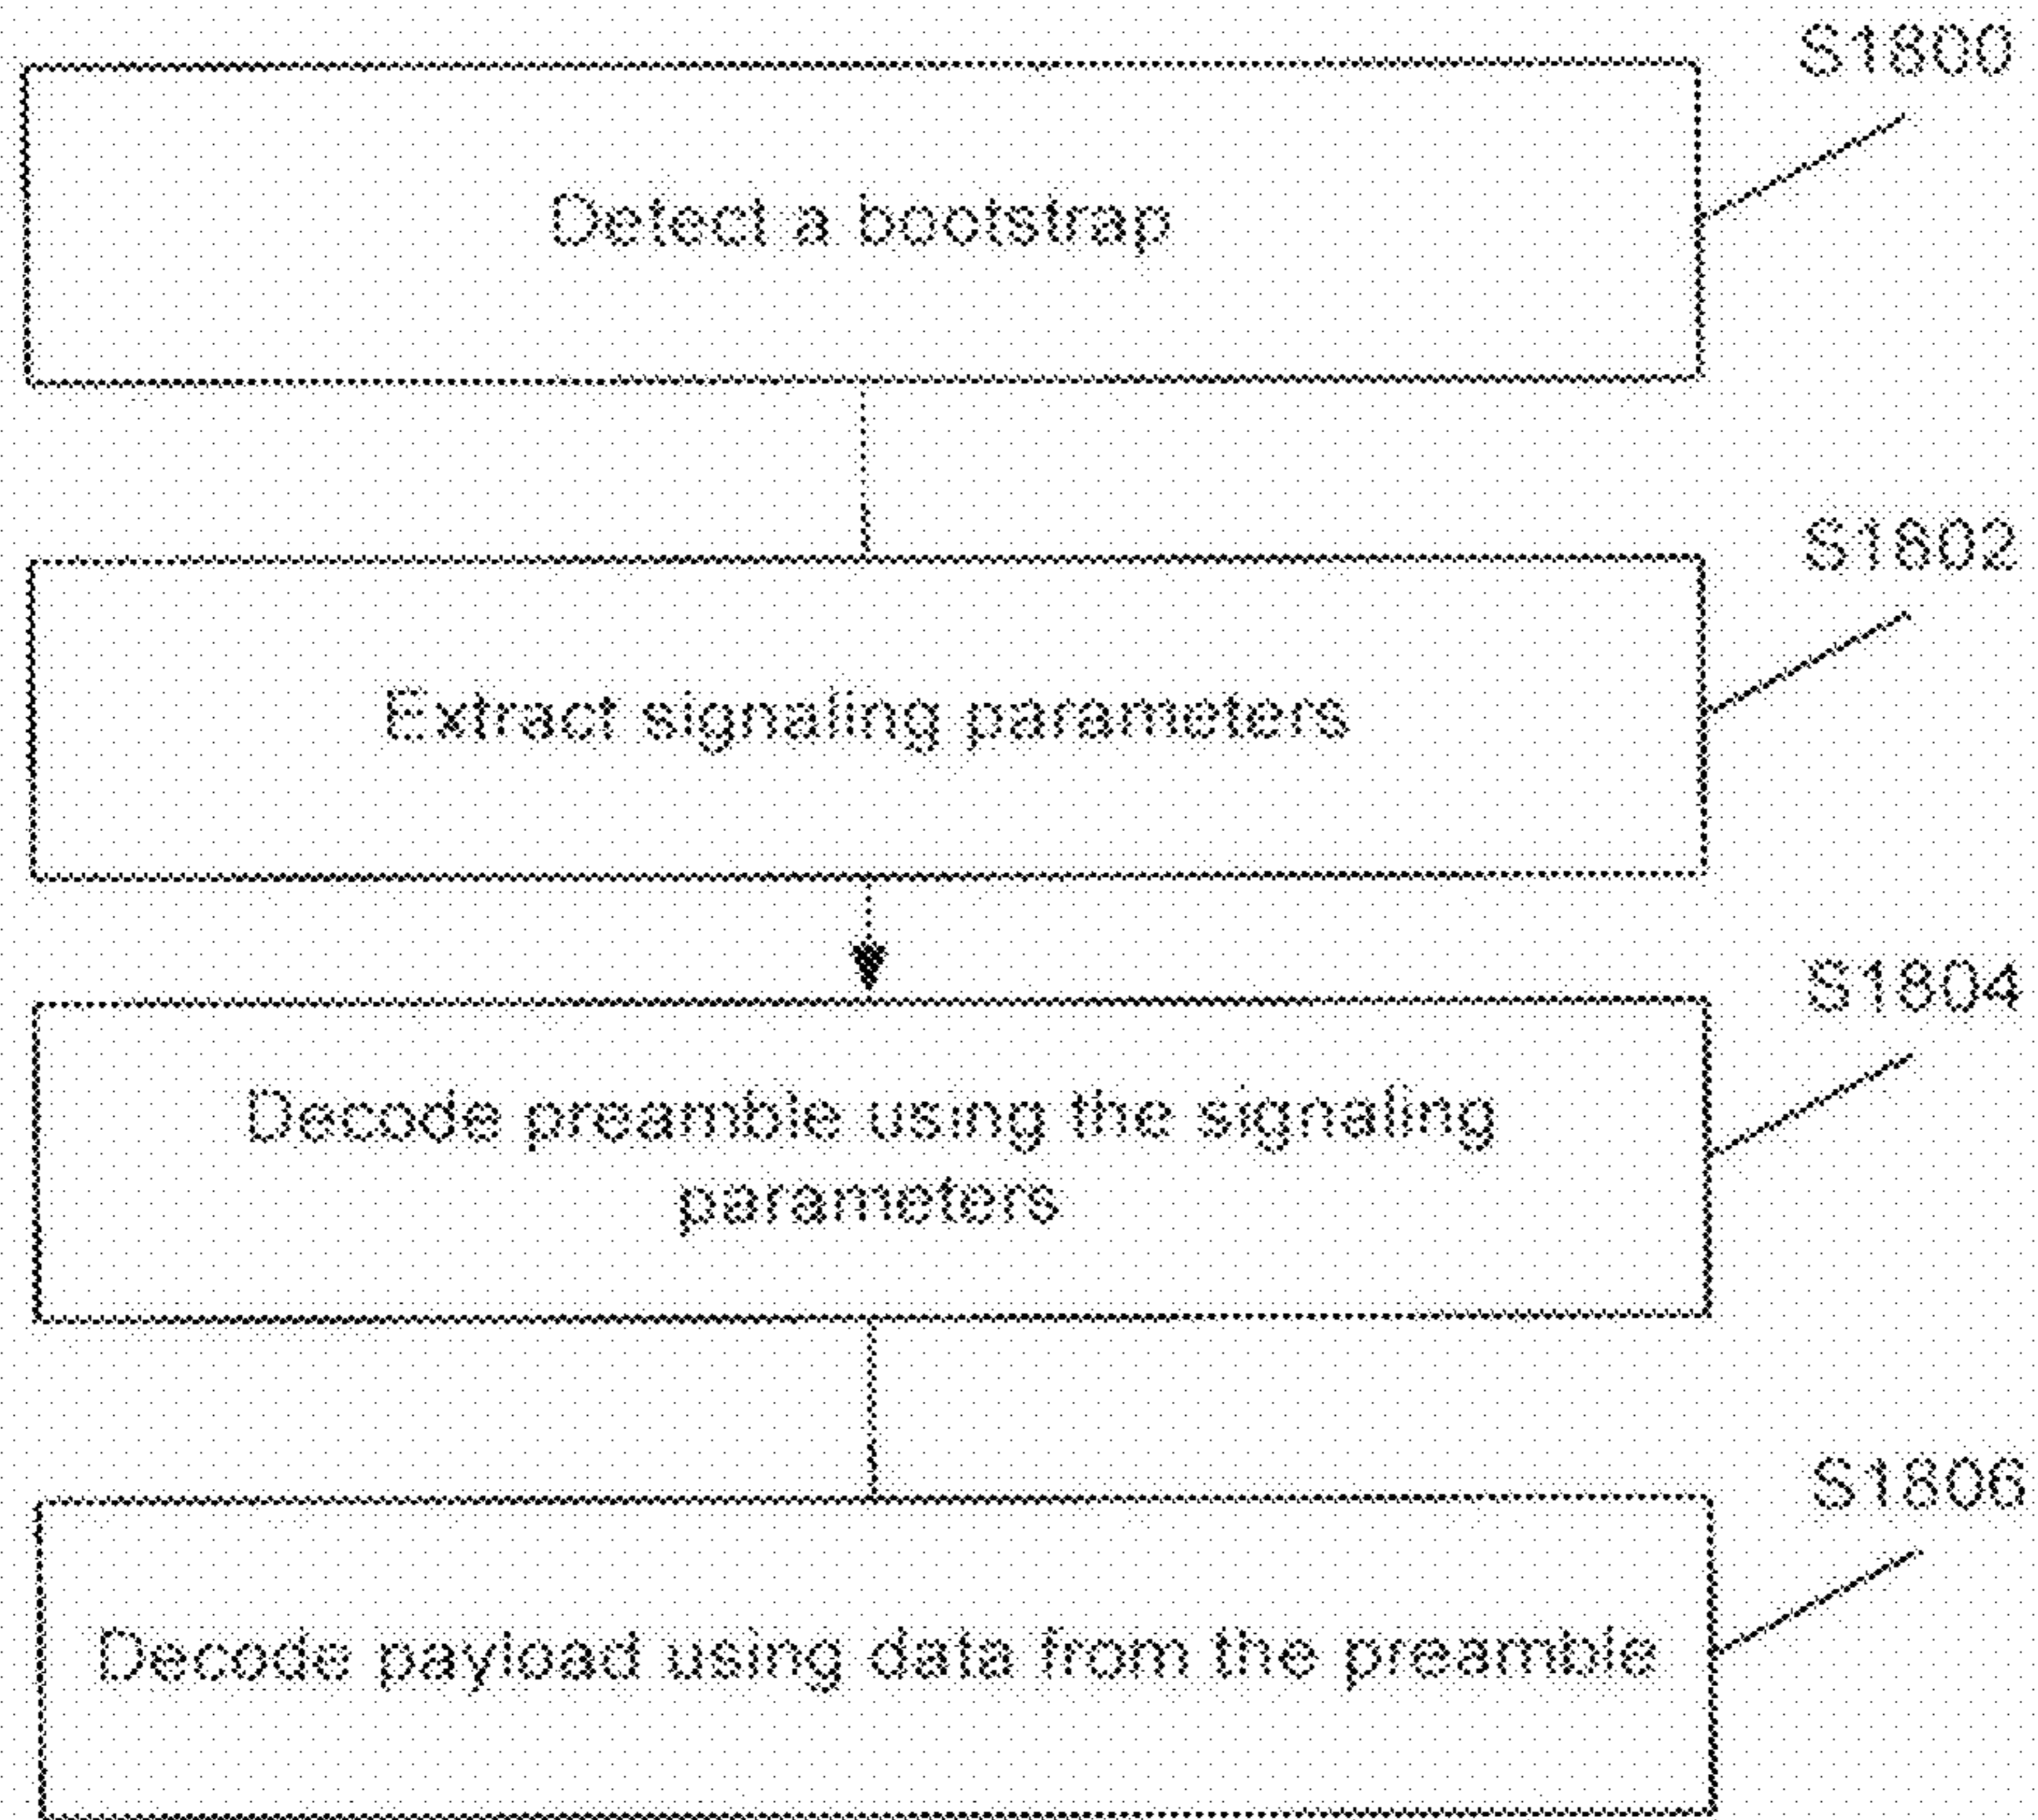 S1800
Detect a bootstrap
S1802
Extract signaling parameters
S1804
Decode preamble using the signaling
parameters
S1806
Decode payload using data from the preamble